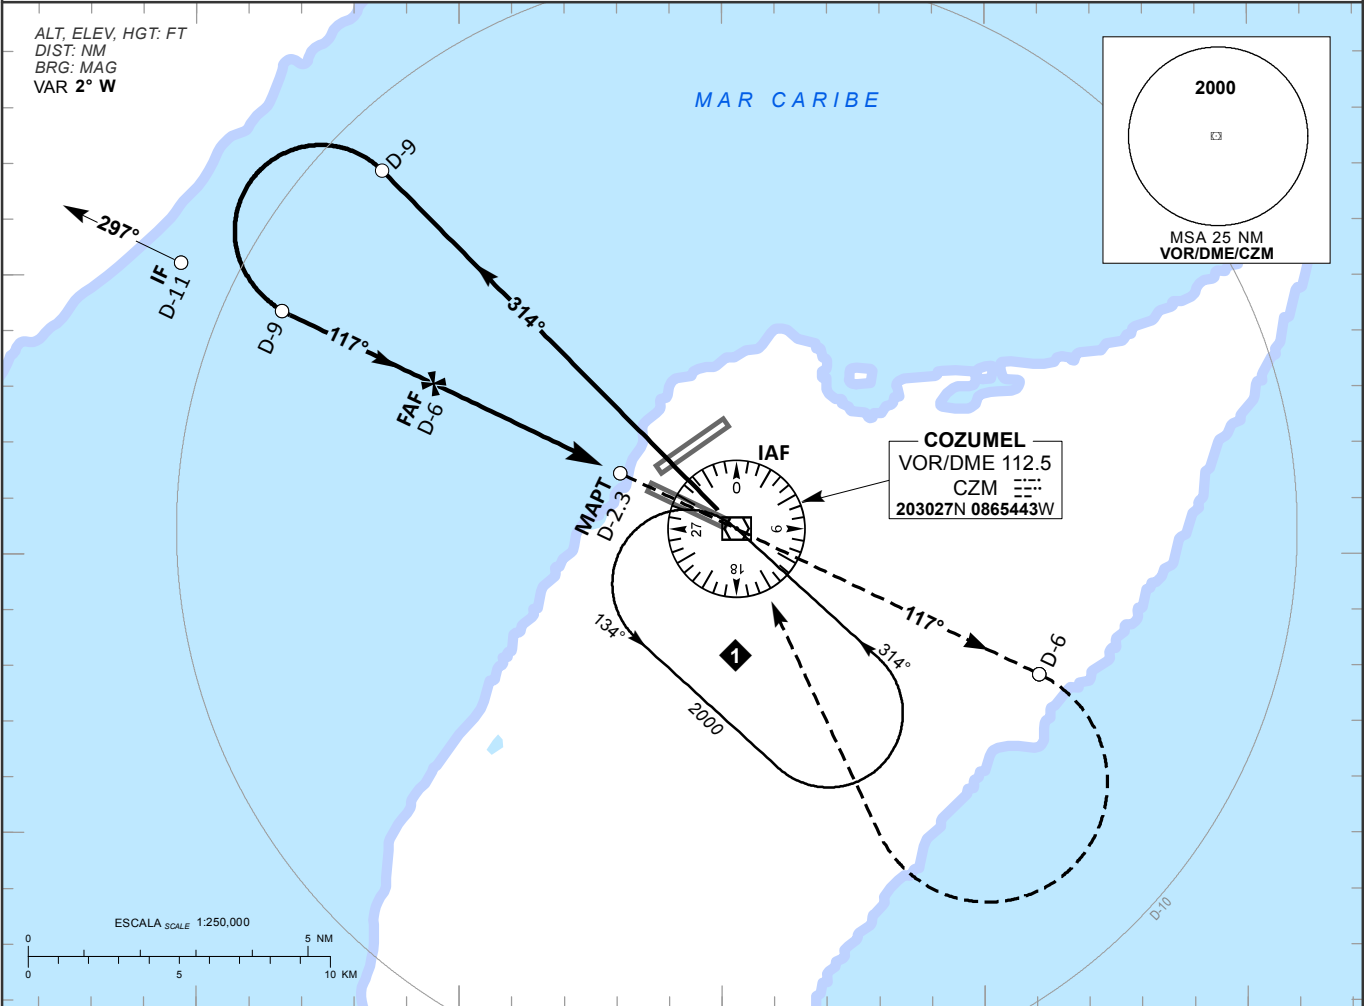 ALT, ELEV, HGT: FT
DIST: NM
BRG: MAG
VAR 2° W
MAR CARIBE
2000
MSA 25 NM
VOR/DME/CZM
D-9
297°
IF
D-11
D-9
117°
314°
FAF
D-6
MAPT
D-2.3
IAF
0
9
18
27
COZUMEL
VOR/DME 112.5
CZM
203027N 0865443W
134°
1
314°
2000
117°
D-6
D-10
ESCALA SCALE 1:250,000
0 5 NM
0 5 10 KM